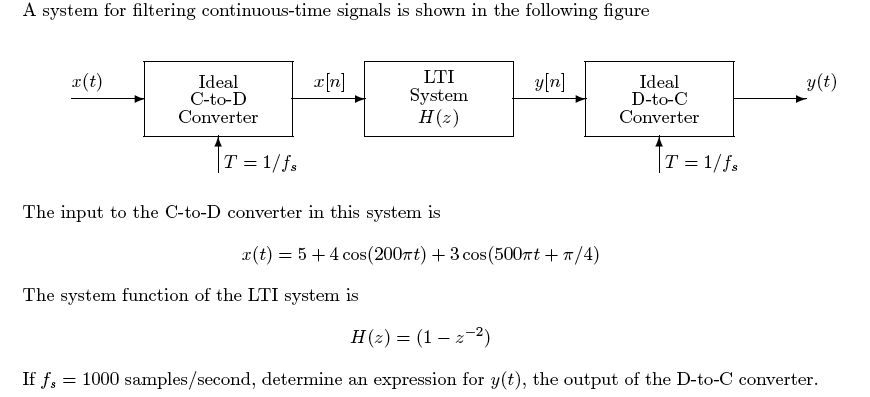 A system for filtering continuous-time signals is shown in the following figure
x(t)
Ideal
C-to-D
Converter
x[n]
LTI
System
H(z)
y[n]
Ideal
D-to-C
Converter
y(t)
T = 1/fₛ
T = 1/fₛ
The input to the C-to-D converter in this system is
x(t) = 5 + 4 cos(200πt) + 3 cos(500πt + π/4)
The system function of the LTI system is
H(z) = (1 − z⁻²)
If fₛ = 1000 samples/second, determine an expression for y(t), the output of the D-to-C converter.